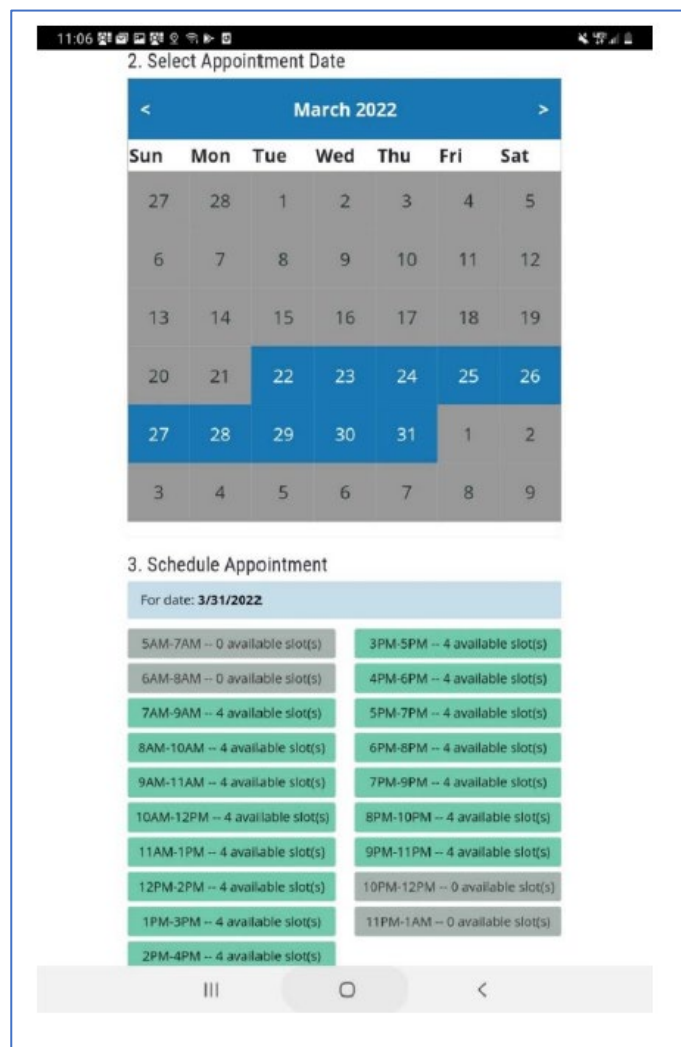 11:06
2. Select Appointment Date
< March 2022 >
Sun Mon Tue Wed Thu Fri Sat
27 28 1 2 3 4 5
6 7 8 9 10 11 12
13 14 15 16 17 18 19
20 21 22 23 24 25 26
27 28 29 30 31 1 2
3 4 5 6 7 8 9
3. Schedule Appointment
For date: 3/31/2022
5AM-7AM -- 0 available slot(s)
6AM-8AM -- 0 available slot(s)
7AM-9AM -- 4 available slot(s)
8AM-10AM -- 4 available slot(s)
9AM-11AM -- 4 available slot(s)
10AM-12PM -- 4 available slot(s)
11AM-1PM -- 4 available slot(s)
12PM-2PM -- 4 available slot(s)
1PM-3PM -- 4 available slot(s)
2PM-4PM -- 4 available slot(s)
3PM-5PM -- 4 available slot(s)
4PM-6PM -- 4 available slot(s)
5PM-7PM -- 4 available slot(s)
6PM-8PM -- 4 available slot(s)
7PM-9PM -- 4 available slot(s)
8PM-10PM -- 4 available slot(s)
9PM-11PM -- 4 available slot(s)
10PM-12PM -- 0 available slot(s)
11PM-1AM -- 0 available slot(s)